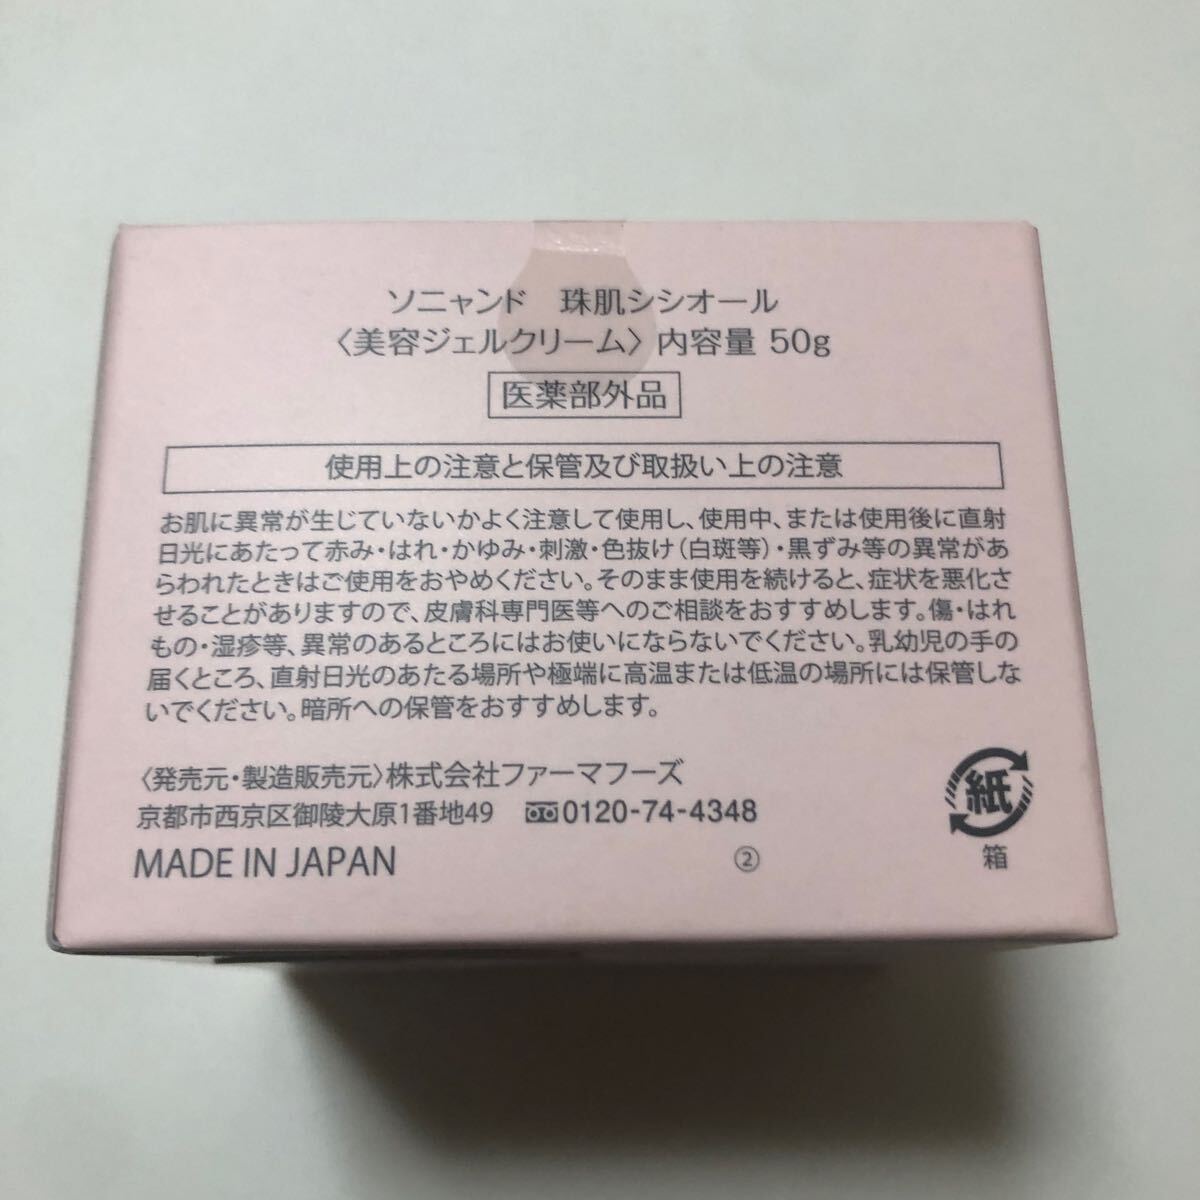 ソニャンド　珠肌シシオール
〈美容ジェルクリーム〉内容量 50g
医薬部外品
使用上の注意と保管及び取扱い上の注意
お肌に異常が生じていないかよく注意して使用し、使用中、または使用後に直射
日光にあたって赤み・はれ・かゆみ・刺激・色抜け(白斑等)・黒ずみ等の異常があ
らわれたときはご使用をおやめください。そのまま使用を続けると、症状を悪化さ
せることがありますので、皮膚科専門医等へのご相談をおすすめします。傷・はれ
もの・湿疹等、異常のあるところにはお使いにならないでください。乳幼児の手の
届くところ、直射日光のあたる場所や極端に高温または低温の場所には保管しな
いでください。暗所への保管をおすすめします。
〈発売元・製造販売元〉株式会社ファーマフーズ
京都市西京区御陵大原1番地49　0120-74-4348
MADE IN JAPAN　②
紙
箱